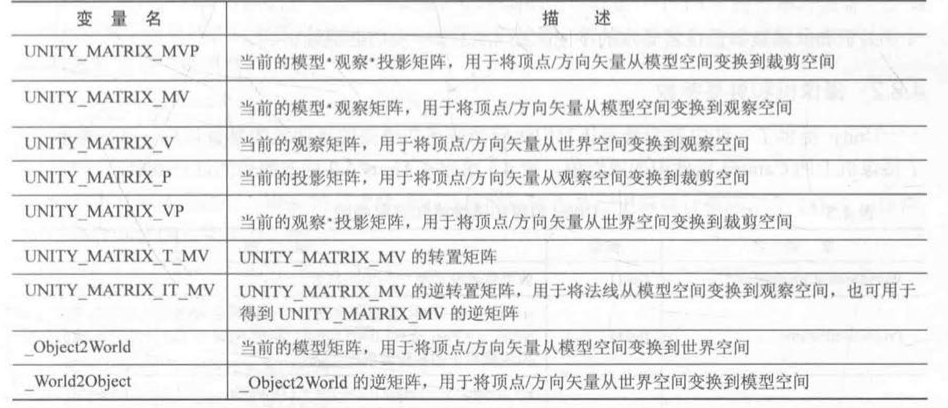 变 量 名 描 述
UNITY_MATRIX_MVP 当前的模型*观察*投影矩阵，用于将顶点/方向矢量从模型空间变换到裁剪空间
UNITY_MATRIX_MV 当前的模型*观察矩阵，用于将顶点/方向矢量从模型空间变换到观察空间
UNITY_MATRIX_V 当前的观察矩阵，用于将顶点/方向矢量从世界空间变换到观察空间
UNITY_MATRIX_P 当前的投影矩阵，用于将顶点/方向矢量从观察空间变换到裁剪空间
UNITY_MATRIX_VP 当前的观察*投影矩阵，用于将顶点/方向矢量从世界空间变换到裁剪空间
UNITY_MATRIX_T_MV UNITY_MATRIX_MV 的转置矩阵
UNITY_MATRIX_IT_MV UNITY_MATRIX_MV 的逆转置矩阵，用于将法线从模型空间变换到观察空间，也可用于
得到 UNITY_MATRIX_MV 的逆矩阵
_Object2World 当前的模型矩阵，用于将顶点/方向矢量从模型空间变换到世界空间
_World2Object _Object2World 的逆矩阵，用于将顶点/方向矢量从世界空间变换到模型空间